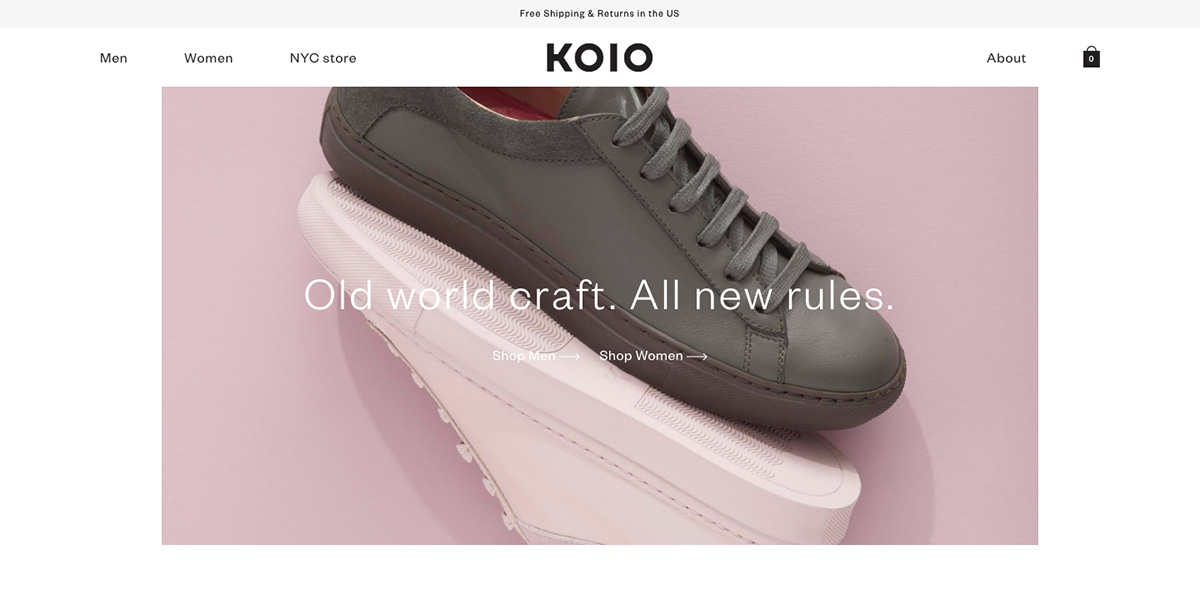 Free Shipping & Returns in the US
Men Women NYC store KOIO About 0
Old world craft. All new rules.
Shop Men → Shop Women →